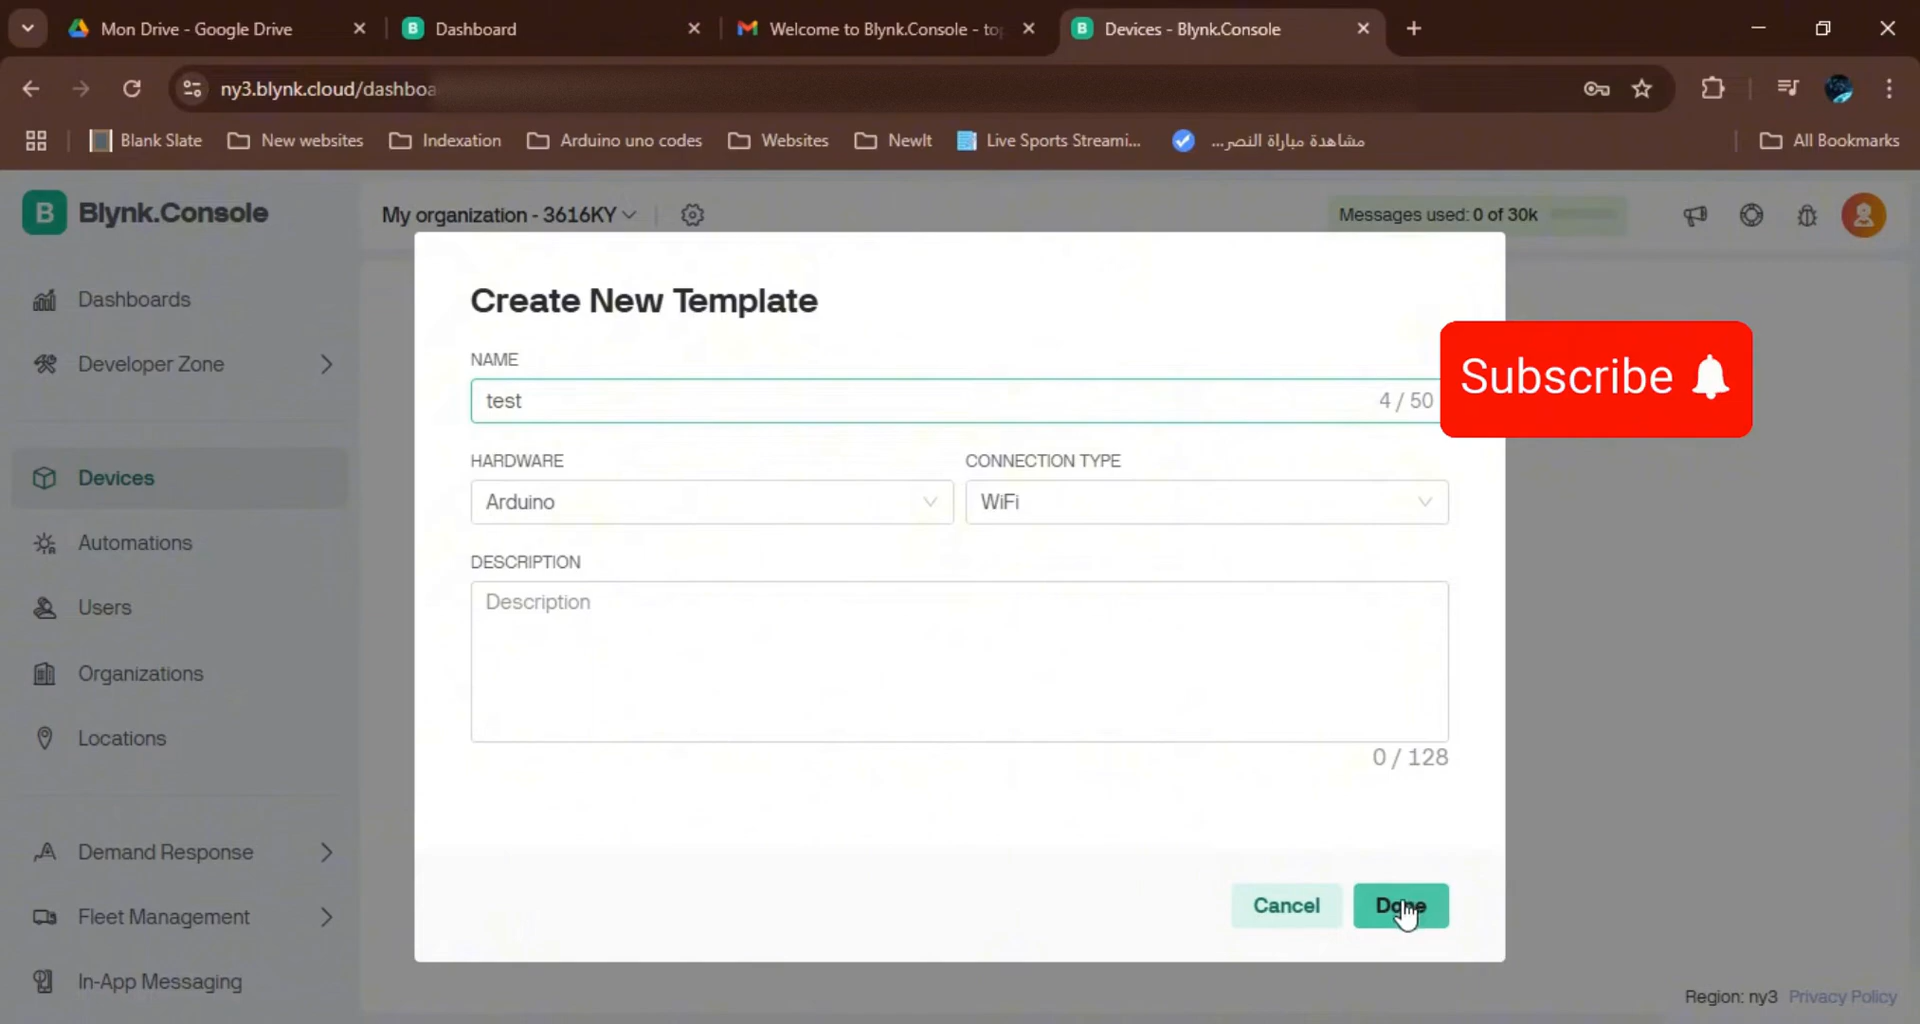 Mon Drive - Google Drive
Dashboard
Welcome to Blynk.Console - to
Devices - Blynk.Console
ny3.blynk.cloud/dashboa
Blank Slate
New websites
Indexation
Arduino uno codes
Websites
NewIt
Live Sports Streami...
مشاهدة مباراة النصر...
All Bookmarks
B Blynk.Console
My organization - 3616KY
Messages used: 0 of 30k
Dashboards
Developer Zone
Devices
Automations
Users
Organizations
Locations
Demand Response
Fleet Management
In-App Messaging
Create New Template
NAME
test
4 / 50
Subscribe
HARDWARE
CONNECTION TYPE
Arduino
WiFi
DESCRIPTION
Description
0 / 128
Cancel
Done
Region: ny3 Privacy Policy